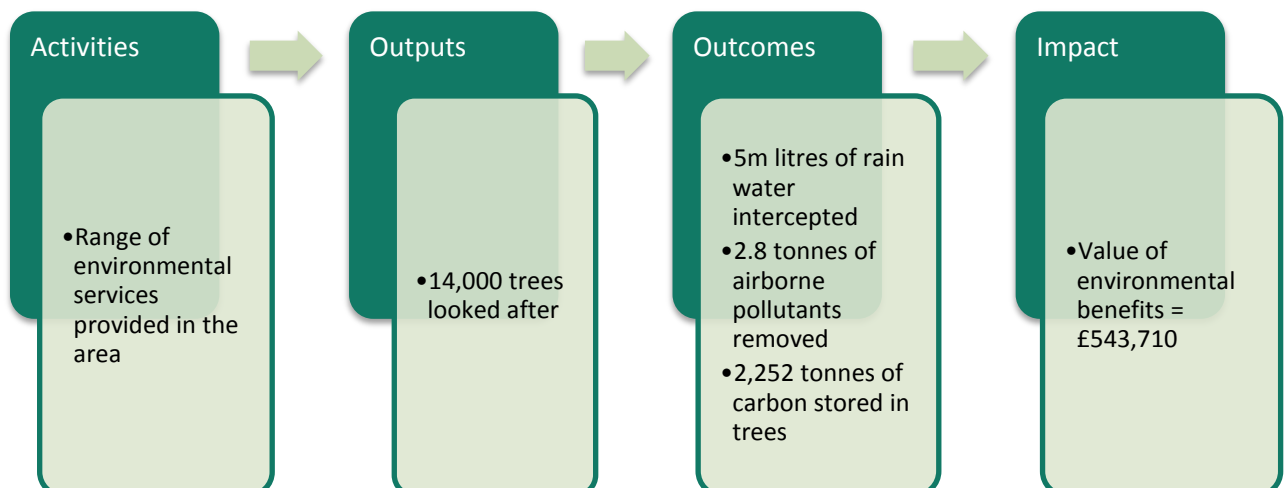 Activities
•Range of
environmental
services
provided in the
area
Outputs
•14,000 trees
looked after
Outcomes
•5m litres of rain
water
intercepted
•2.8 tonnes of
airborne
pollutants
removed
•2,252 tonnes of
carbon stored in
trees
Impact
•Value of
environmental
benefits =
£543,710